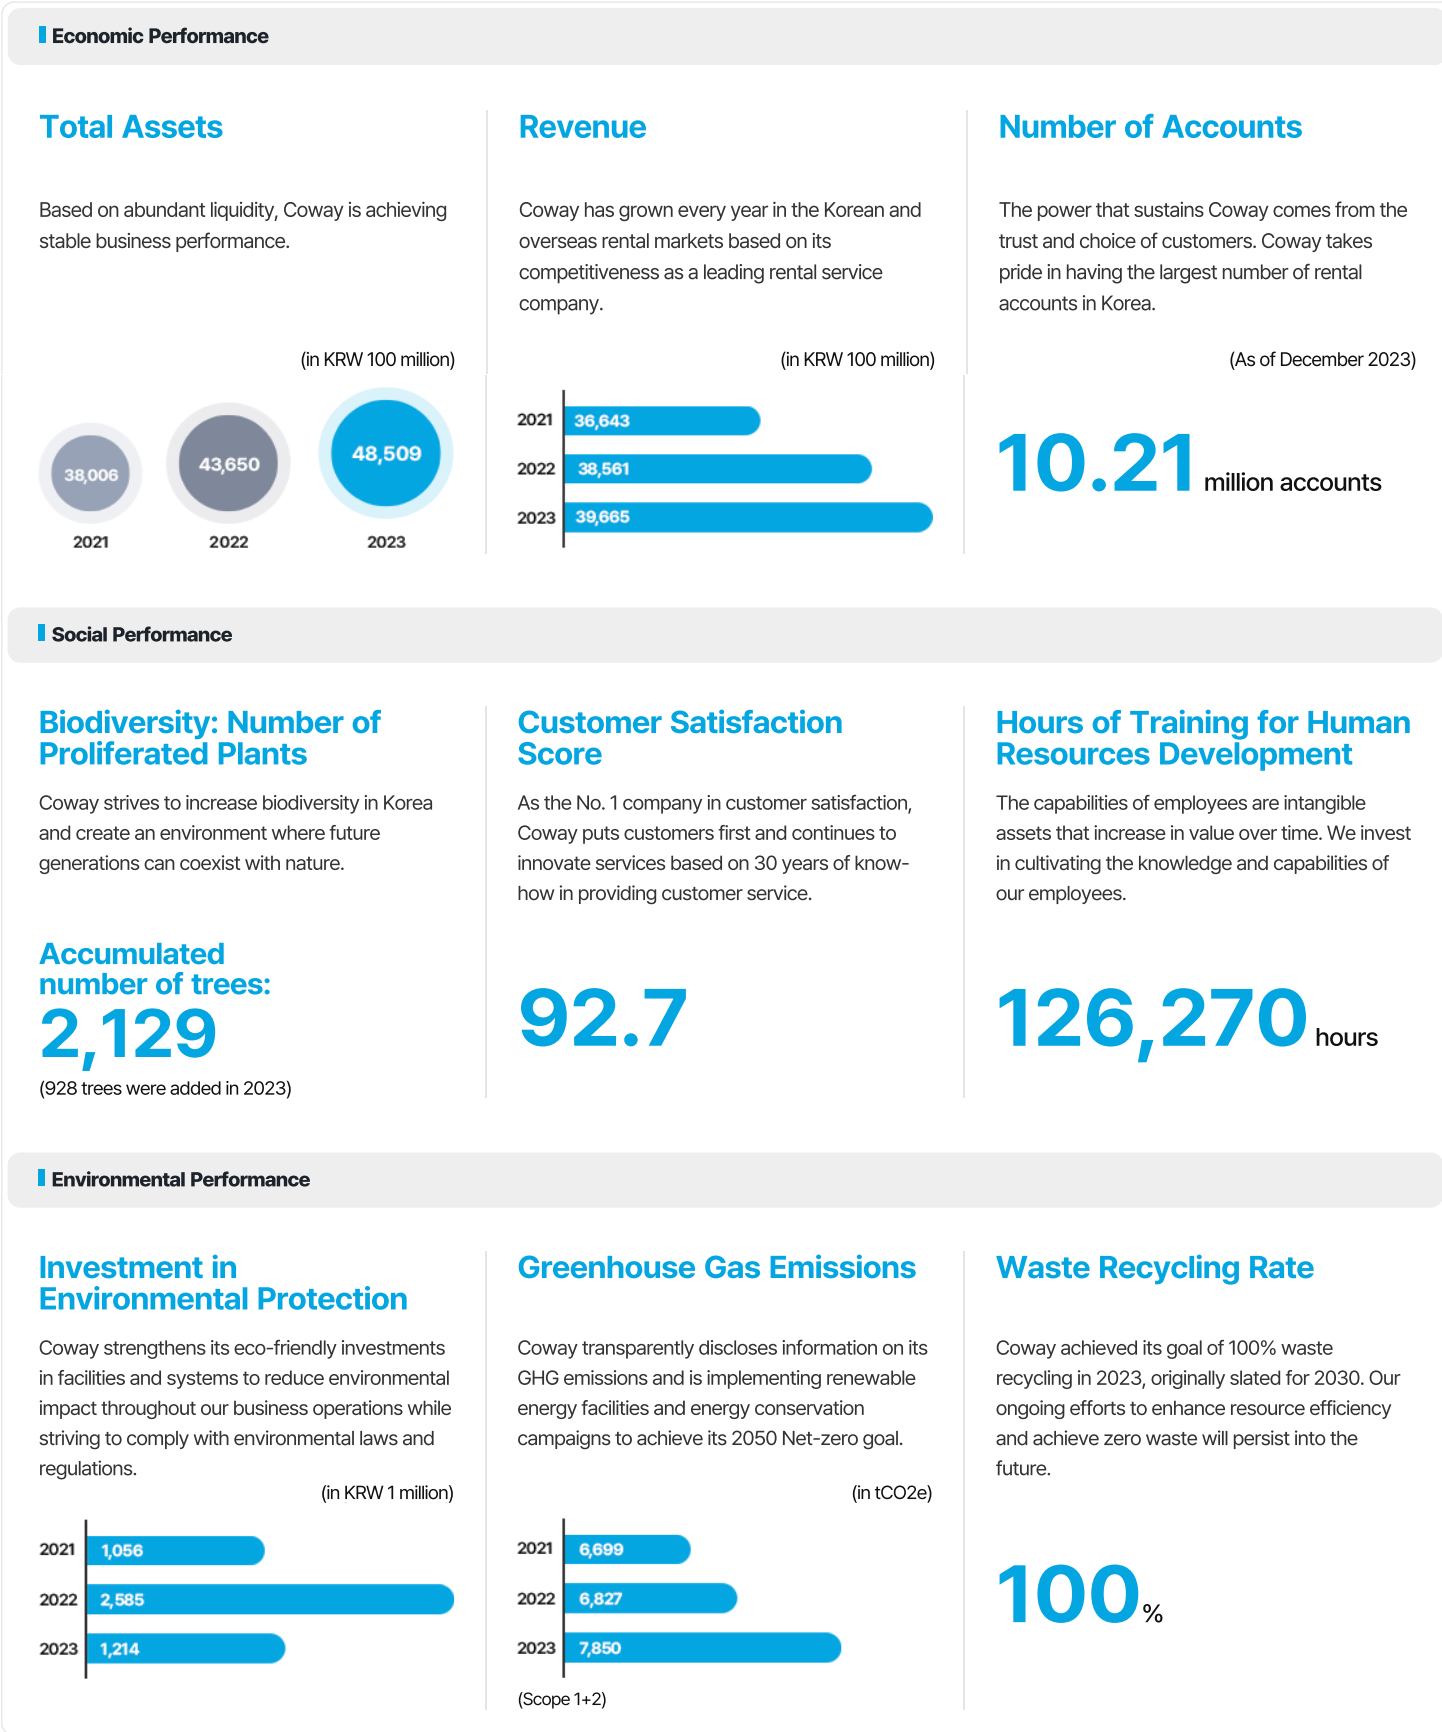 Economic Performance
Total Assets
Based on abundant liquidity, Coway is achieving
stable business performance.
(in KRW 100 million)
38,006
43,650
48,509
2021
2022
2023
Revenue
Coway has grown every year in the Korean and
overseas rental markets based on its
competitiveness as a leading rental service
company.
(in KRW 100 million)
2021 36,643
2022 38,561
2023 39,665
Number of Accounts
The power that sustains Coway comes from the
trust and choice of customers. Coway takes
pride in having the largest number of rental
accounts in Korea.
(As of December 2023)
10.21 million accounts
Social Performance
Biodiversity: Number of
Proliferated Plants
Coway strives to increase biodiversity in Korea
and create an environment where future
generations can coexist with nature.
Accumulated
number of trees:
2,129
(928 trees were added in 2023)
Customer Satisfaction
Score
As the No. 1 company in customer satisfaction,
Coway puts customers first and continues to
innovate services based on 30 years of know-
how in providing customer service.
92.7
Hours of Training for Human
Resources Development
The capabilities of employees are intangible
assets that increase in value over time. We invest
in cultivating the knowledge and capabilities of
our employees.
126,270 hours
Environmental Performance
Investment in
Environmental Protection
Coway strengthens its eco-friendly investments
in facilities and systems to reduce environmental
impact throughout our business operations while
striving to comply with environmental laws and
regulations.
(in KRW 1 million)
2021 1,056
2022 2,585
2023 1,214
Greenhouse Gas Emissions
Coway transparently discloses information on its
GHG emissions and is implementing renewable
energy facilities and energy conservation
campaigns to achieve its 2050 Net-zero goal.
(in tCO2e)
2021 6,699
2022 6,827
2023 7,850
(Scope 1+2)
Waste Recycling Rate
Coway achieved its goal of 100% waste
recycling in 2023, originally slated for 2030. Our
ongoing efforts to enhance resource efficiency
and achieve zero waste will persist into the
future.
100%